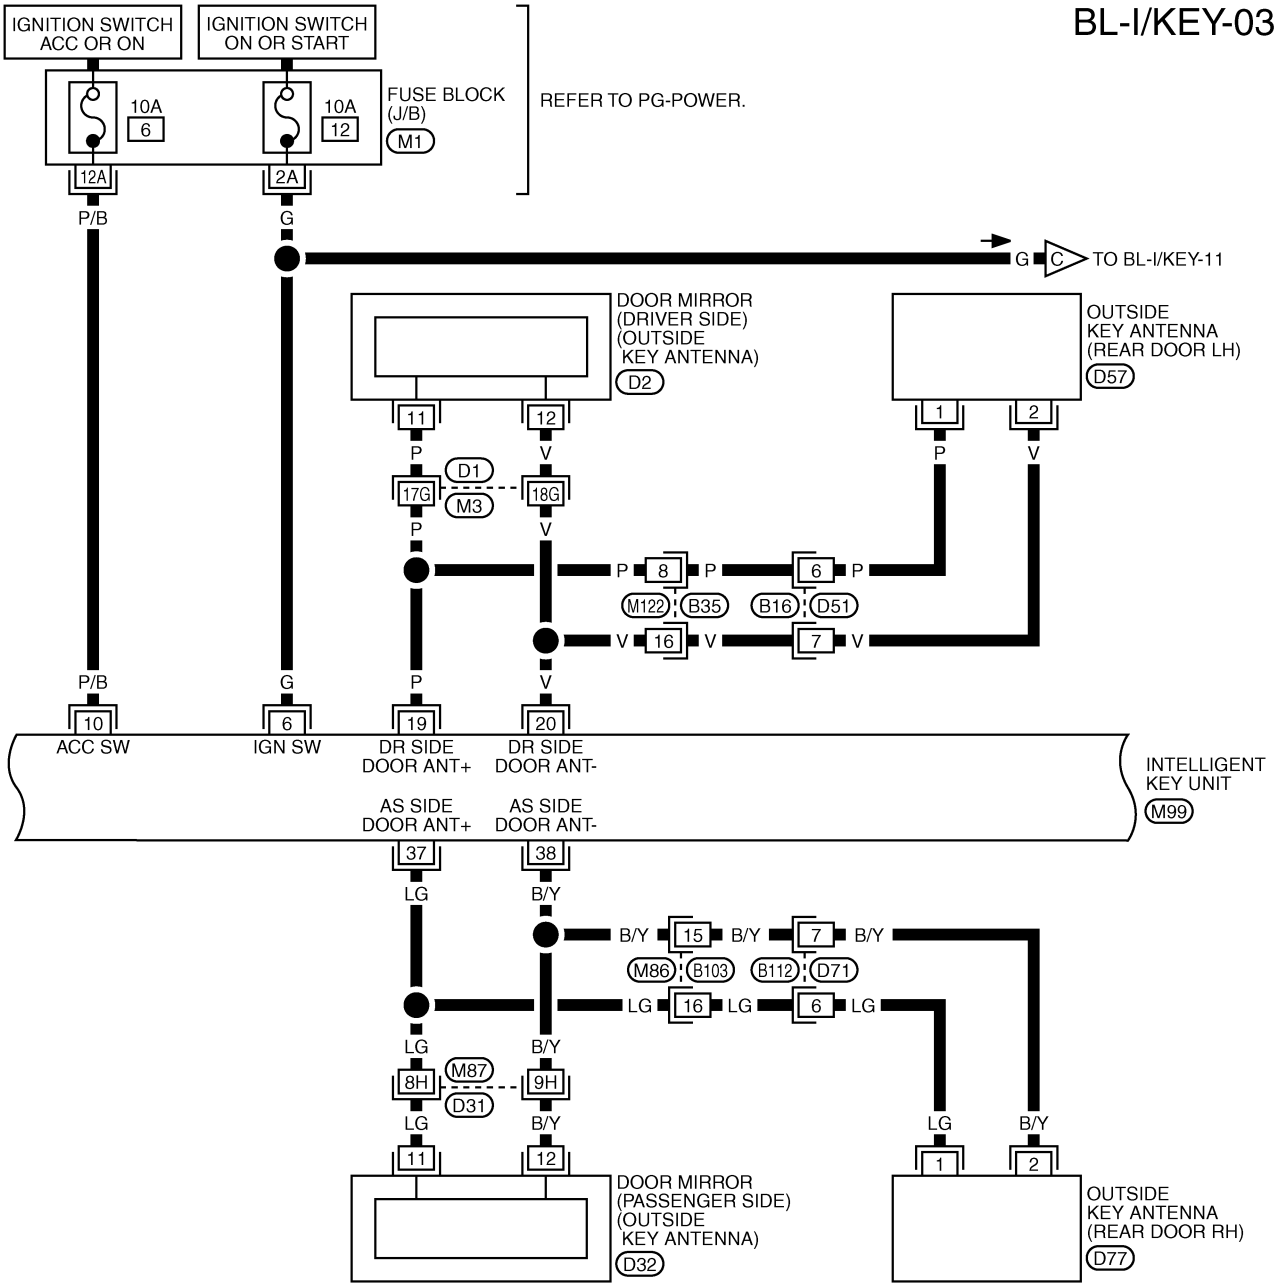 BL-I/KEY-03
IGNITION SWITCH
ACC OR ON
IGNITION SWITCH
ON OR START
10A
6
10A
12
FUSE BLOCK
(J/B)
M1
REFER TO PG-POWER.
12A
2A
P/B
G
G
C
TO BL-I/KEY-11
DOOR MIRROR
(DRIVER SIDE)
(OUTSIDE
KEY ANTENNA)
D2
OUTSIDE
KEY ANTENNA
(REAR DOOR LH)
D57
11
12
1
2
P
V
P
V
D1
17G
18G
M3
P
V
P
8
P
6
P
M122
B35
B16
D51
V
16
V
7
V
P/B
G
P
V
10
6
19
20
ACC SW
IGN SW
DR SIDE
DOOR ANT+
DR SIDE
DOOR ANT-
INTELLIGENT
KEY UNIT
M99
AS SIDE
DOOR ANT+
AS SIDE
DOOR ANT-
37
38
LG
B/Y
B/Y
15
B/Y
7
B/Y
M86
B103
B112
D71
LG
16
LG
6
LG
LG
B/Y
M87
8H
9H
D31
LG
B/Y
LG
B/Y
11
12
1
2
DOOR MIRROR
(PASSENGER SIDE)
(OUTSIDE
KEY ANTENNA)
D32
OUTSIDE
KEY ANTENNA
(REAR DOOR RH)
D77